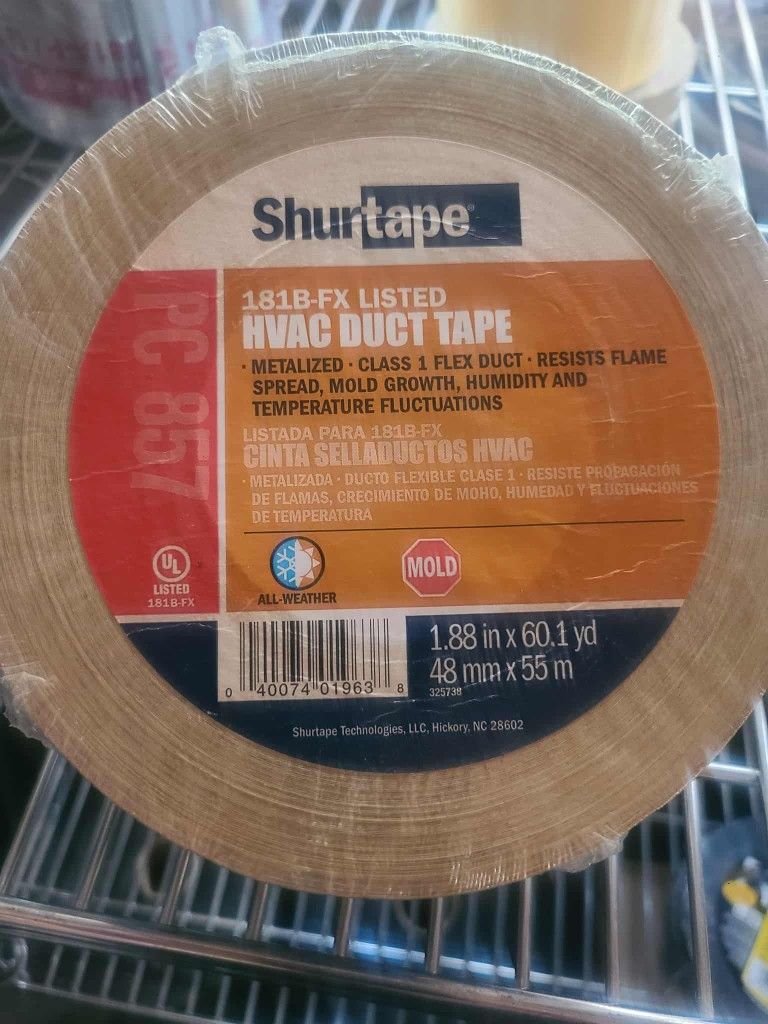 Shurtape®
PC 857
181B-FX LISTED
HVAC DUCT TAPE
· METALIZED · CLASS 1 FLEX DUCT · RESISTS FLAME
SPREAD, MOLD GROWTH, HUMIDITY AND
TEMPERATURE FLUCTUATIONS
LISTADA PARA 181B-FX
CINTA SELLADUCTOS HVAC
· METALIZADA · DUCTO FLEXIBLE CLASE 1 · RESISTE PROPAGACIÓN
DE FLAMAS, CRECIMIENTO DE MOHO, HUMEDAD Y FLUCTUACIONES
DE TEMPERATURA
UL
LISTED
181B-FX
ALL-WEATHER
MOLD
0 40074 01963 8
1.88 in x 60.1 yd
48 mm x 55 m
325738
Shurtape Technologies, LLC, Hickory, NC 28602